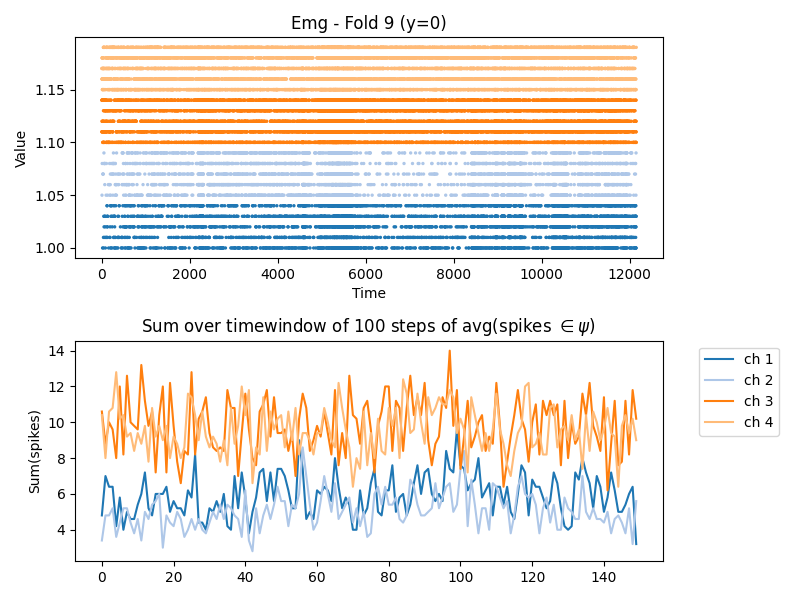 Emg - Fold 9 (y=0)
1.15
1.10
1.05
1.00
Value
0 2000 4000 6000 8000 10000 12000
Time
Sum over timewindow of 100 steps of avg(spikes ∈ψ)
14
12
10
8
6
4
Sum(spikes)
0 20 40 60 80 100 120 140
ch 1
ch 2
ch 3
ch 4